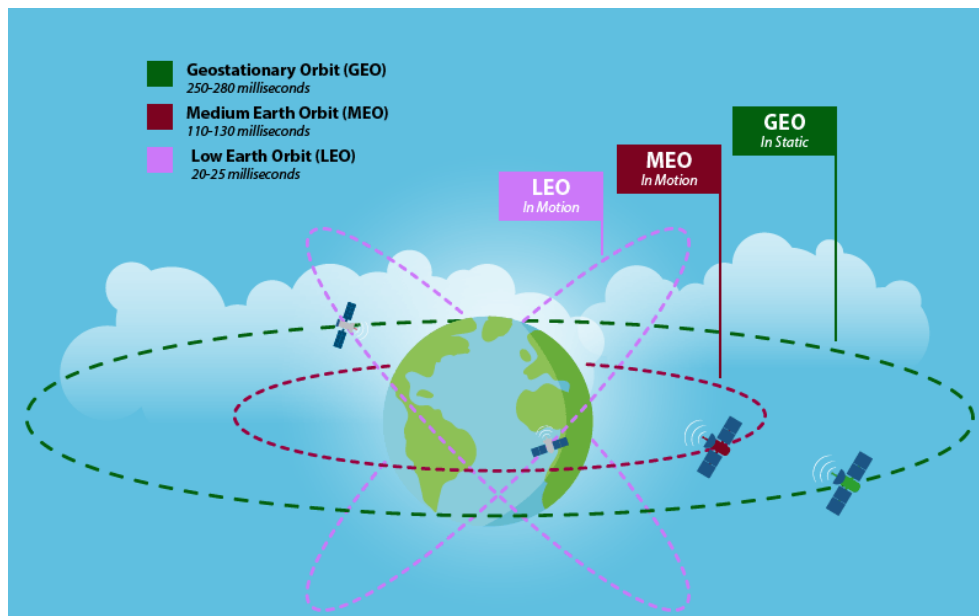 Geostationary Orbit (GEO)
250-280 milliseconds
Medium Earth Orbit (MEO)
110-130 milliseconds
Low Earth Orbit (LEO)
20-25 milliseconds
GEO
In Static
MEO
In Motion
LEO
In Motion